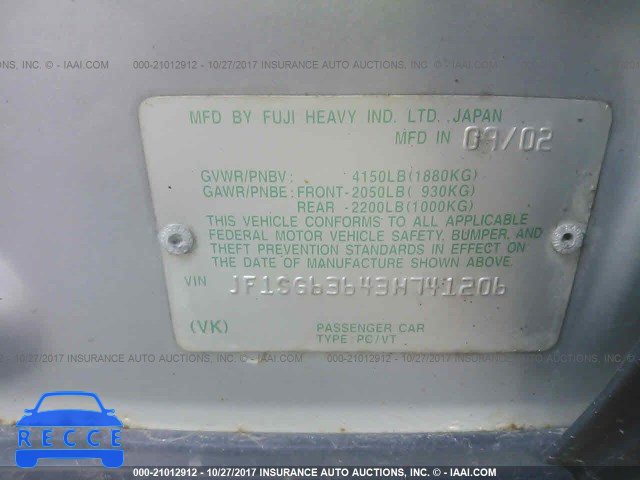 000-21012912 - 10/27/2017 INSURANCE AUTO AUCTIONS, INC. © - IAAI.COM
MFD BY FUJI HEAVY IND. LTD., JAPAN
MFD IN 09/02
GVWR/PNBV: 4150LB(1880KG)
GAWR/PNBE: FRONT-2050LB( 930KG)
REAR -2200LB(1000KG)
THIS VEHICLE CONFORMS TO ALL APPLICABLE
FEDERAL MOTOR VEHICLE SAFETY, BUMPER, AND
THEFT PREVENTION STANDARDS IN EFFECT ON
THE DATE OF MANUFACTURE SHOWN ABOVE.
VIN JF1SG63643H741206
(VK) PASSENGER CAR
TYPE PC/VT
10/27/2017 INSURANCE AUTO AUCTIONS, INC. © - IAAI.COM
000-21012912 - 10/27/2017 INSURANCE AUTO AUCTIONS, INC. © - IAAI.COM
RECCE
000-21012912 - 10/27/2017 INSURANCE AUTO AUCTIONS, INC. © - IAAI.COM